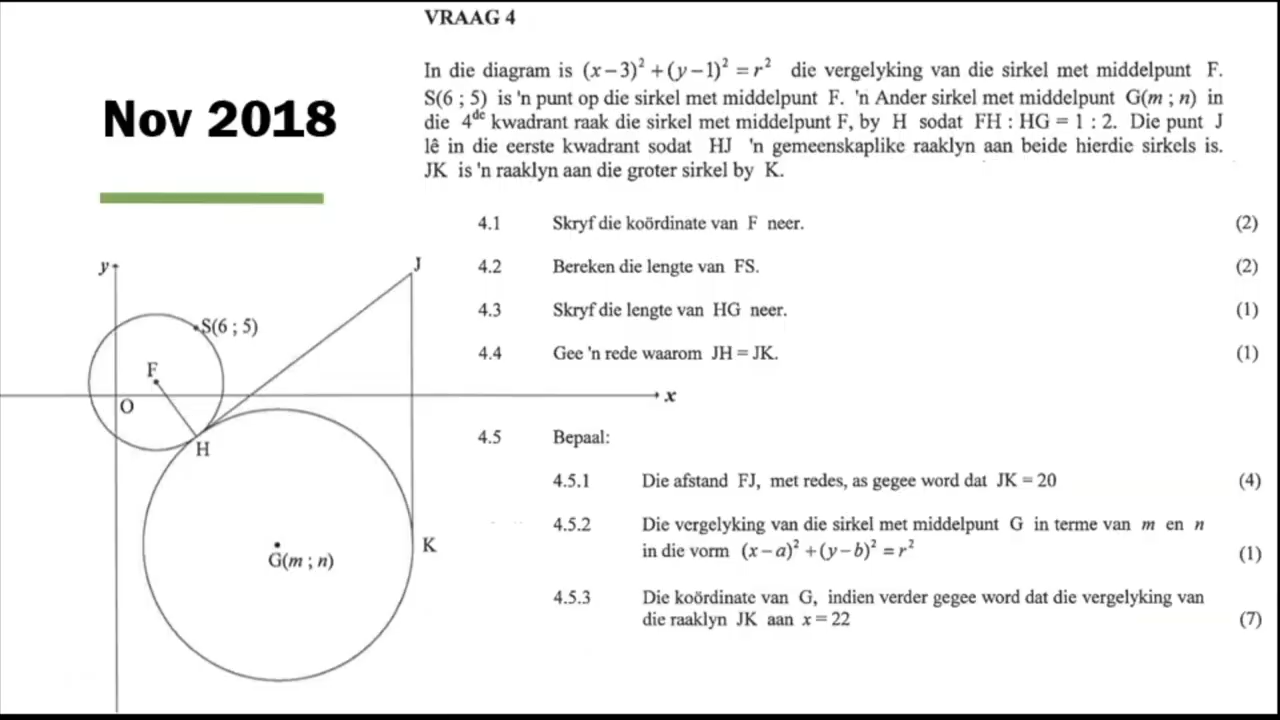 VRAAG 4
In die diagram is (x−3)² + (y−1)² = r² die vergelyking van die sirkel met middelpunt F.
S(6 ; 5) is 'n punt op die sirkel met middelpunt F. 'n Ander sirkel met middelpunt G(m ; n) in
die 4de kwadrant raak die sirkel met middelpunt F, by H sodat FH : HG = 1 : 2. Die punt J
lê in die eerste kwadrant sodat HJ 'n gemeenskaplike raaklyn aan beide hierdie sirkels is.
JK is 'n raaklyn aan die groter sirkel by K.
Nov 2018
4.1 Skryf die koördinate van F neer. (2)
4.2 Bereken die lengte van FS. (2)
4.3 Skryf die lengte van HG neer. (1)
4.4 Gee 'n rede waarom JH = JK. (1)
4.5 Bepaal:
4.5.1 Die afstand FJ, met redes, as gegee word dat JK = 20 (4)
4.5.2 Die vergelyking van die sirkel met middelpunt G in terme van m en n
in die vorm (x−a)² + (y−b)² = r² (1)
4.5.3 Die koördinate van G, indien verder gegee word dat die vergelyking van
die raaklyn JK aan x = 22 (7)
y
J
S(6 ; 5)
F
O
x
H
K
G(m ; n)